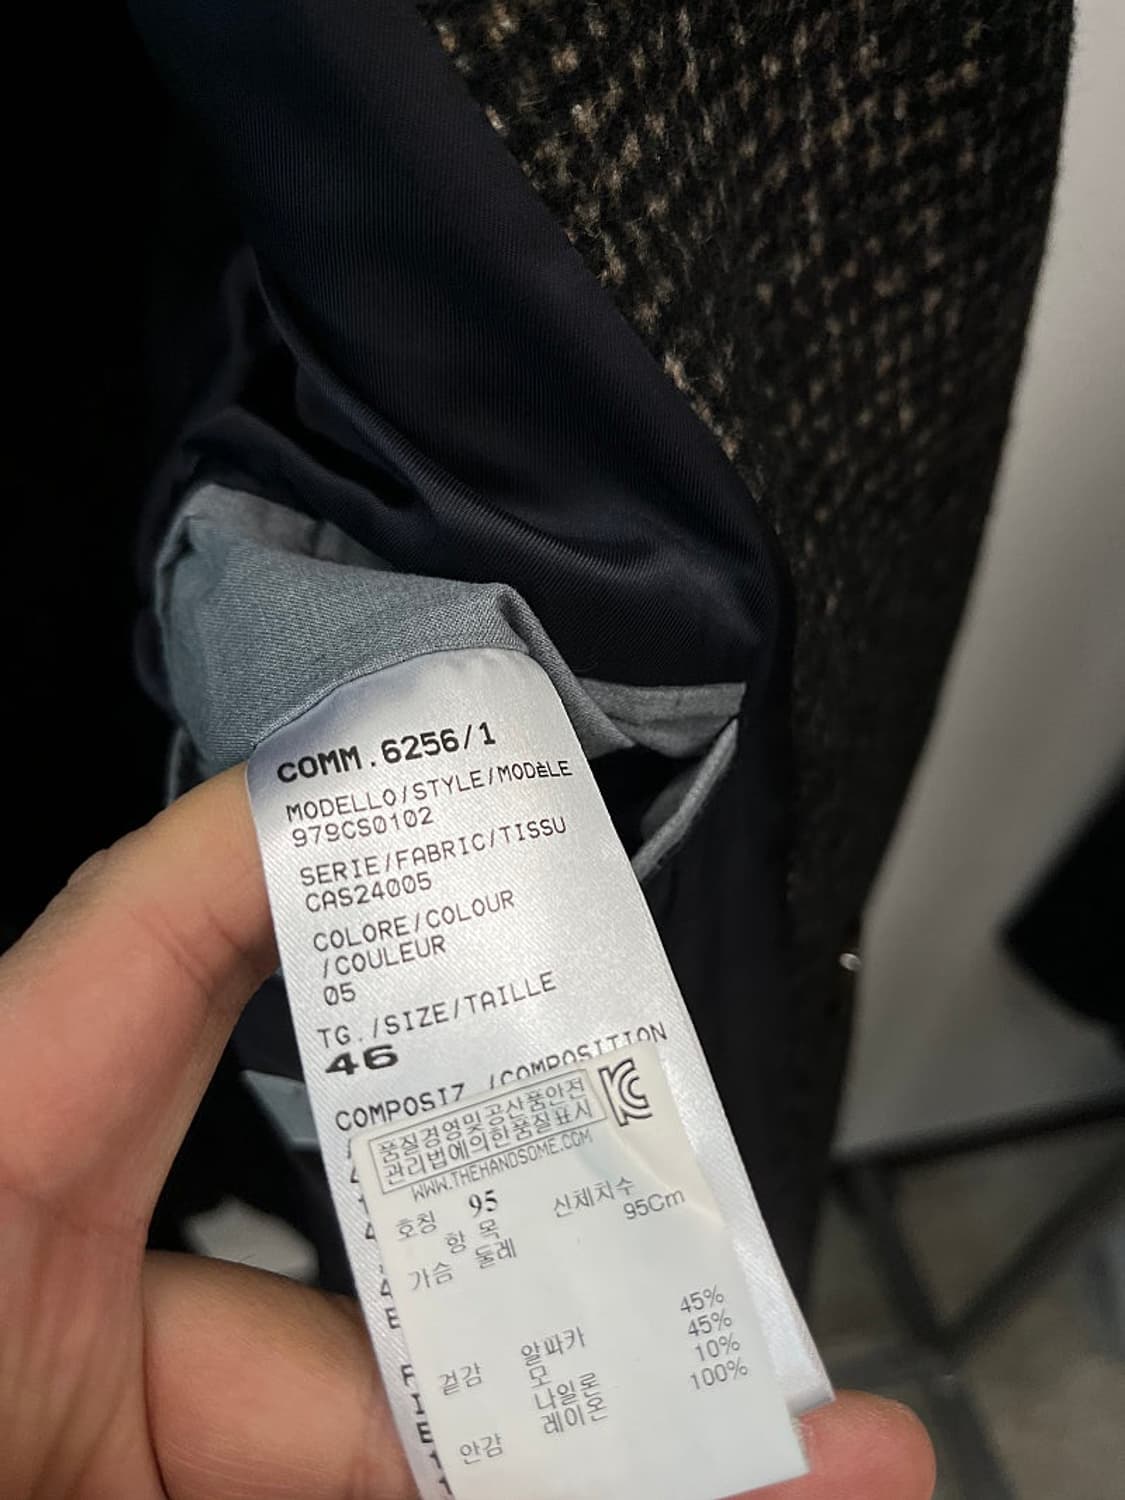 COMM.6256/1
MODELLO/STYLE/MODÈLE
979CS0102
SERIE/FABRIC/TISSU
CAS24005
COLORE/COLOUR
/COULEUR
05
TG./SIZE/TAILLE
46
COMPOSIZ./COMPOSITION
품질경영및공산품안전
관리법에의한품질표시
WWW.THEHANDSOME.COM
호칭 95 신체치수
항 목 95Cm
가슴 둘레
45%
알파카 45%
겉감 모 10%
나일론 100%
안감 레이온